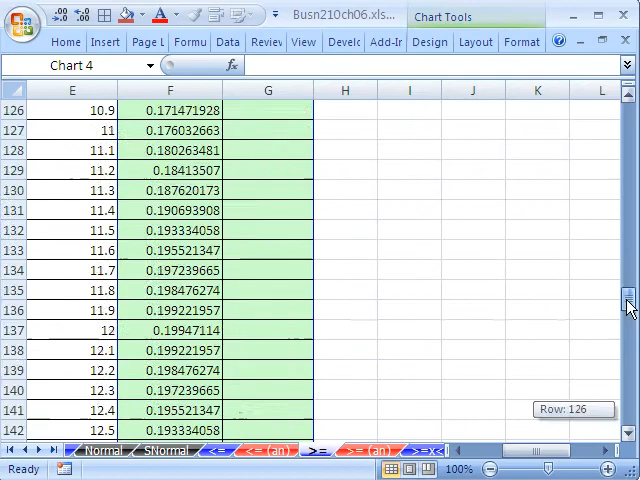 Busn210ch06.xls...
Chart Tools
Home Insert Page L Formu Data Reviev View Develc Add-Ir Design Layout Format
Chart 4 fx
E F G H I J K L
126 10.9 0.171471928
127 11 0.176032663
128 11.1 0.180263481
129 11.2 0.18413507
130 11.3 0.187620173
131 11.4 0.190693908
132 11.5 0.193334058
133 11.6 0.195521347
134 11.7 0.197239665
135 11.8 0.198476274
136 11.9 0.199221957
137 12 0.19947114
138 12.1 0.199221957
139 12.2 0.198476274
140 12.3 0.197239665
141 12.4 0.195521347
142 12.5 0.193334058
Row: 126
Normal SNormal <= <= (an) >= >= (an) >=x<
Ready 100%